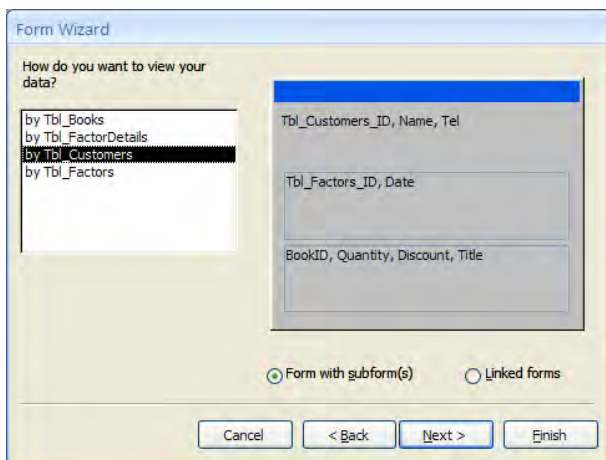 Form Wizard
How do you want to view your
data?
by Tbl_Books
by Tbl_FactorDetails
by Tbl_Customers
by Tbl_Factors
Tbl_Customers_ID, Name, Tel
Tbl_Factors_ID, Date
BookID, Quantity, Discount, Title
Form with subform(s)
Linked forms
Cancel
< Back
Next >
Finish